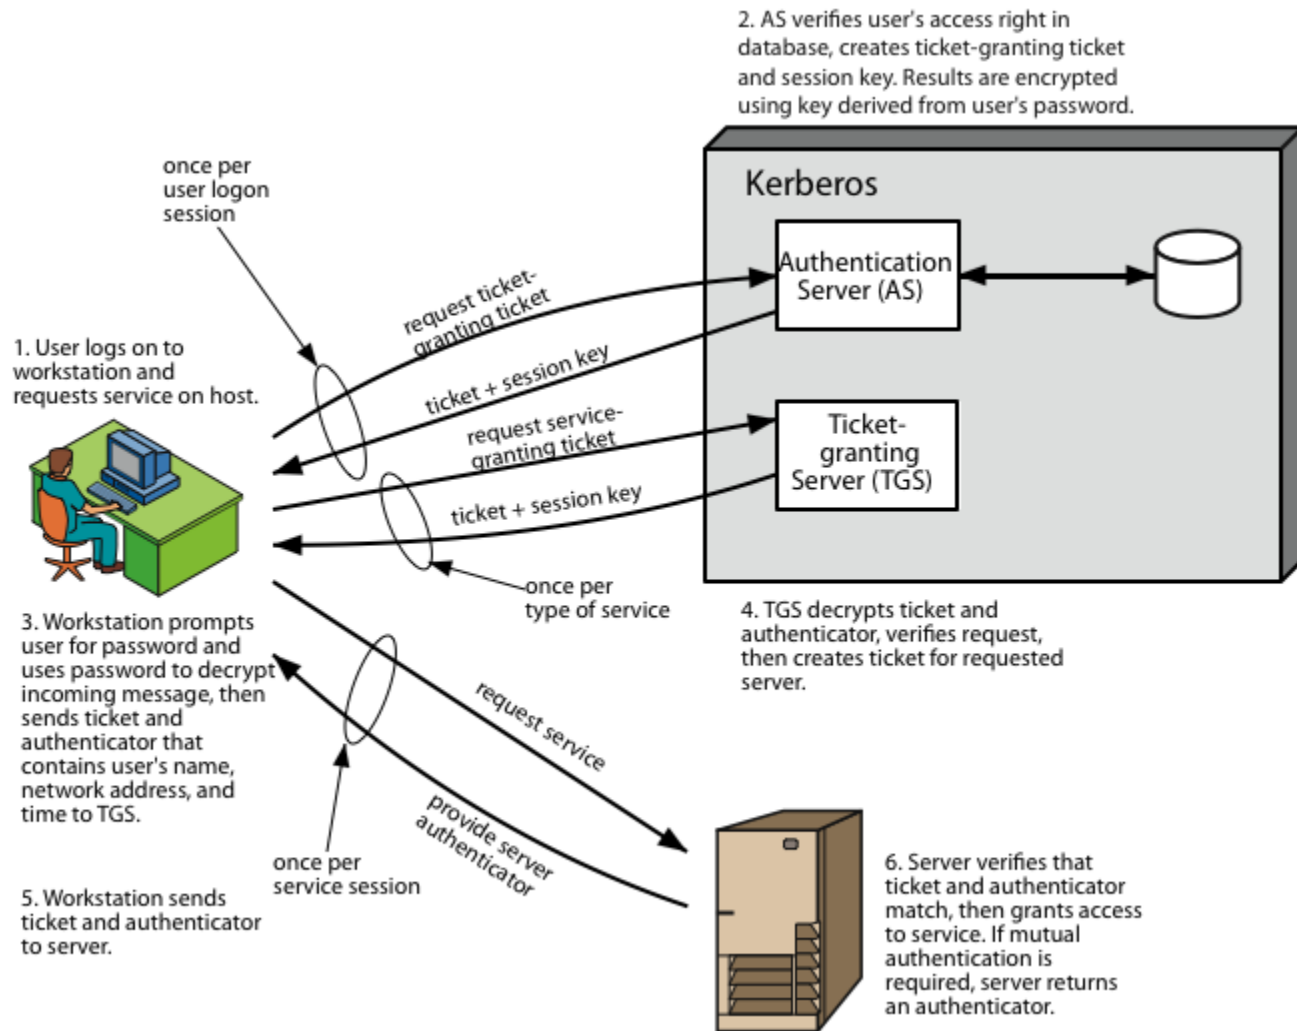 2. AS verifies user's access right in
database, creates ticket-granting ticket
and session key. Results are encrypted
using key derived from user's password.
once per
user logon
session
Kerberos
Authentication
Server (AS)
request ticket-
granting ticket
1. User logs on to
workstation and
requests service on host.
ticket + session key
request service-
granting ticket
Ticket-
granting
Server (TGS)
ticket + session key
once per
type of service
3. Workstation prompts
user for password and
uses password to decrypt
incoming message, then
sends ticket and
authenticator that
contains user's name,
network address, and
time to TGS.
4. TGS decrypts ticket and
authenticator, verifies request,
then creates ticket for requested
server.
request service
provide server
authenticator
once per
service session
5. Workstation sends
ticket and authenticator
to server.
6. Server verifies that
ticket and authenticator
match, then grants access
to service. If mutual
authentication is
required, server returns
an authenticator.